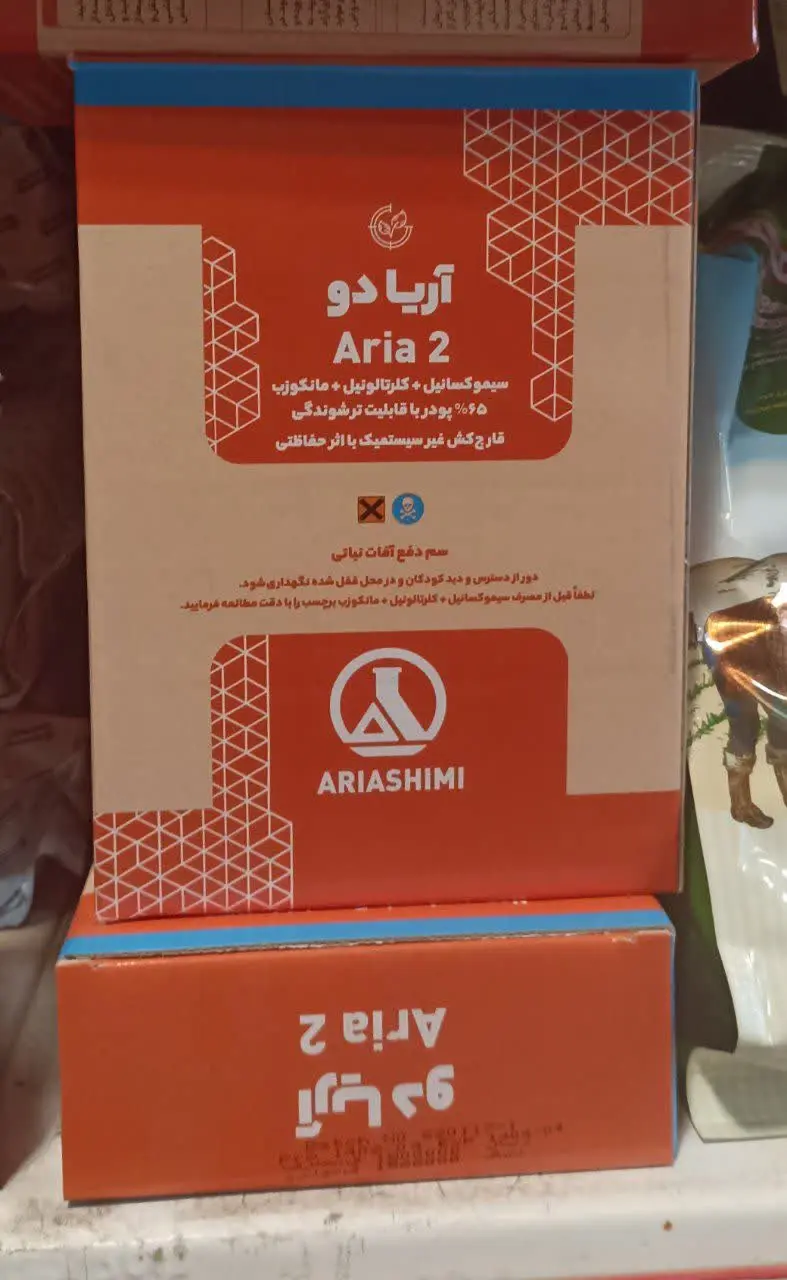 آریا دو
Aria 2
سیموکسانیل + کلرتالونیل + مانکوزب
۶۵% پودر با قابلیت ترشوندگی
قارچ‌کش غیر سیستمیک با اثر حفاظتی
سم دفع آفات نباتی
دور از دسترس و دید کودکان و در محل قفل شده نگهداری شود.
لطفاً قبل از مصرف سیموکسانیل + کلرتالونیل + مانکوزب برچسب را با دقت مطالعه فرمایید.
ARIASHiMI
Aria 2
آریا دو